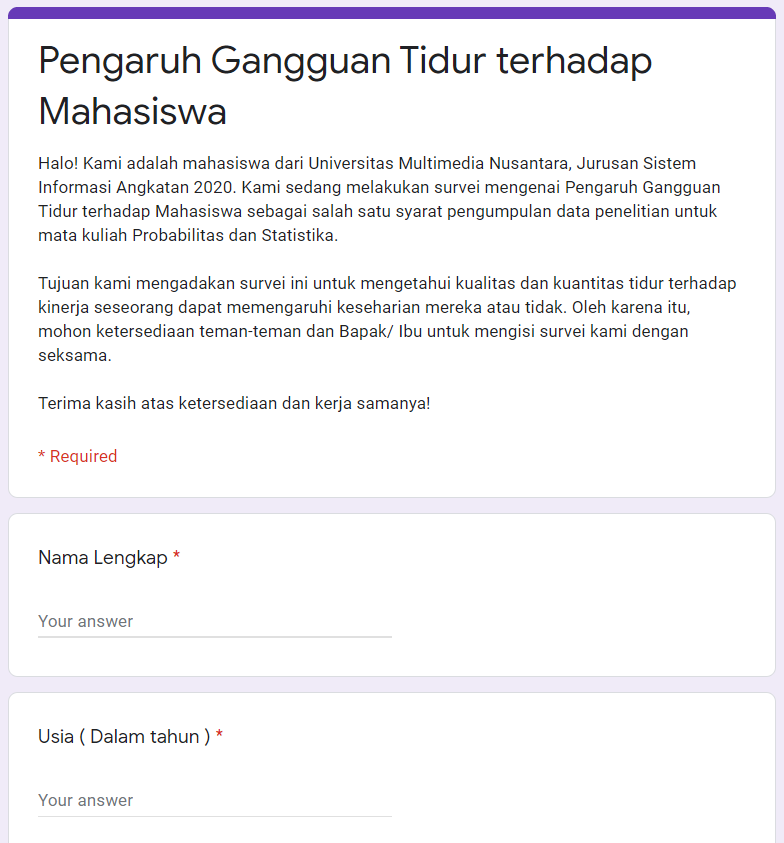 Pengaruh Gangguan Tidur terhadap
Mahasiswa
Halo! Kami adalah mahasiswa dari Universitas Multimedia Nusantara, Jurusan Sistem
Informasi Angkatan 2020. Kami sedang melakukan survei mengenai Pengaruh Gangguan
Tidur terhadap Mahasiswa sebagai salah satu syarat pengumpulan data penelitian untuk
mata kuliah Probabilitas dan Statistika.
Tujuan kami mengadakan survei ini untuk mengetahui kualitas dan kuantitas tidur terhadap
kinerja seseorang dapat memengaruhi keseharian mereka atau tidak. Oleh karena itu,
mohon ketersediaan teman-teman dan Bapak/ Ibu untuk mengisi survei kami dengan
seksama.
Terima kasih atas ketersediaan dan kerja samanya!
* Required
Nama Lengkap *
Your answer
Usia ( Dalam tahun ) *
Your answer